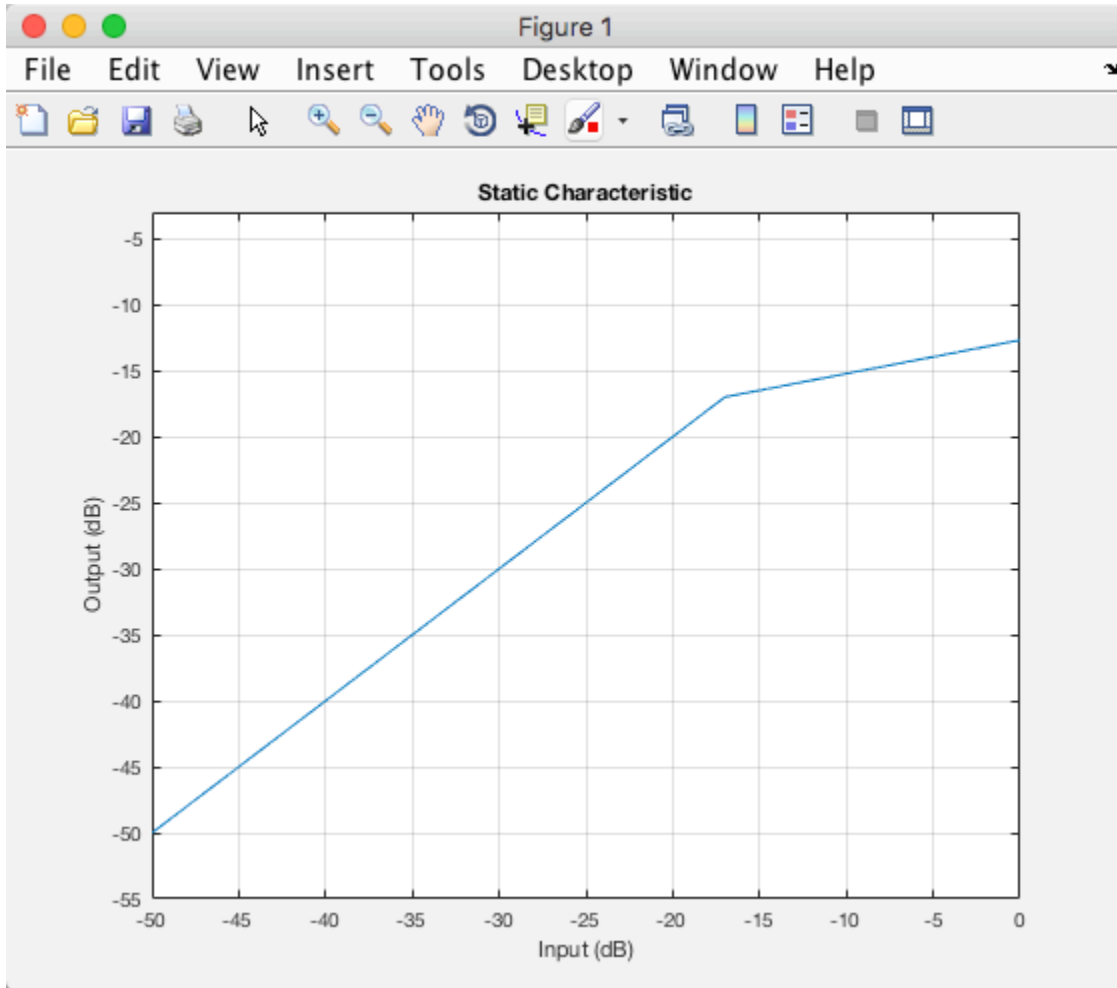 Figure 1
File Edit View Insert Tools Desktop Window Help
Static Characteristic
-5
-10
-15
-20
-25
-30
-35
-40
-45
-50
-55
Output (dB)
-50 -45 -40 -35 -30 -25 -20 -15 -10 -5 0
Input (dB)